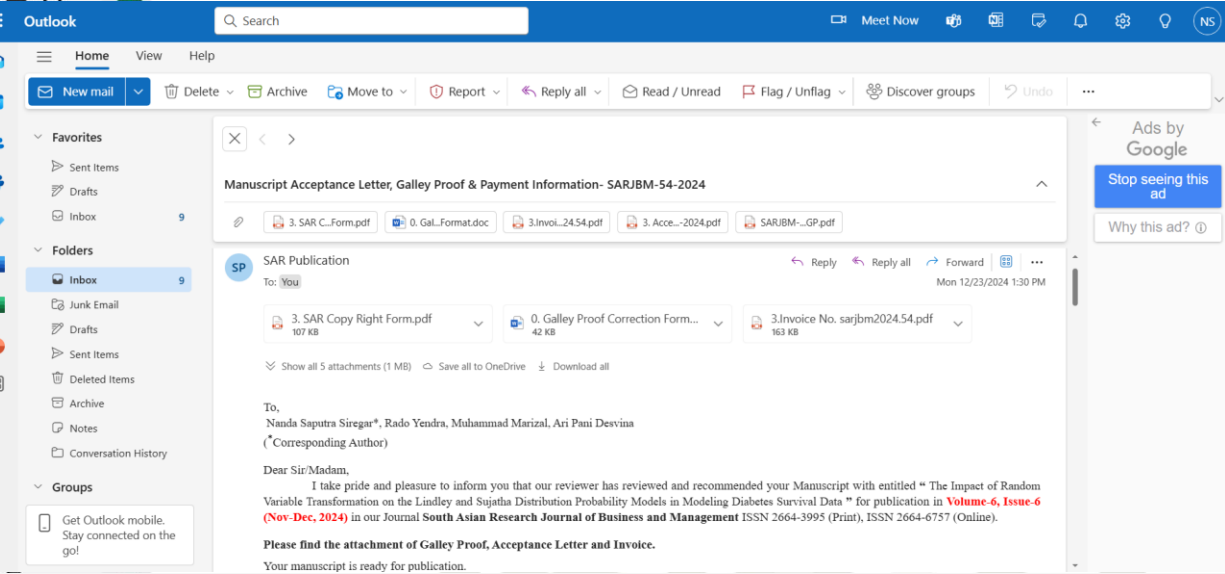 Outlook
Search
Meet Now
NS
Home View Help
New mail
Delete
Archive
Move to
Report
Reply all
Read / Unread
Flag / Unflag
Discover groups
Undo
...
Favorites
Sent Items
Drafts
Inbox 9
Folders
Inbox 9
Junk Email
Drafts
Sent Items
Deleted Items
Archive
Notes
Conversation History
Groups
Get Outlook mobile.
Stay connected on the
go!
Manuscript Acceptance Letter, Galley Proof & Payment Information- SARJBM-54-2024
3. SAR C...Form.pdf
0. Gal...Format.doc
3.Invoi...24.54.pdf
3. Acce...-2024.pdf
SARJBM-...GP.pdf
SP
SAR Publication
To: You
Reply
Reply all
Forward
...
Mon 12/23/2024 1:30 PM
3. SAR Copy Right Form.pdf
107 KB
0. Galley Proof Correction Form...
42 KB
3.Invoice No. sarjbm2024.54.pdf
163 KB
Show all 5 attachments (1 MB)
Save all to OneDrive
Download all
To,
Nanda Saputra Siregar*, Rado Yendra, Muhammad Marizal, Ari Pani Desvina
(*Corresponding Author)
Dear Sir/Madam,
I take pride and pleasure to inform you that our reviewer has reviewed and recommended your Manuscript with entitled “ The Impact of Random
Variable Transformation on the Lindley and Sujatha Distribution Probability Models in Modeling Diabetes Survival Data ” for publication in Volume-6, Issue-6
(Nov-Dec, 2024) in our Journal South Asian Research Journal of Business and Management ISSN 2664-3995 (Print), ISSN 2664-6757 (Online).
Please find the attachment of Galley Proof, Acceptance Letter and Invoice.
Your manuscript is ready for publication.
Ads by
Google
Stop seeing this
ad
Why this ad?